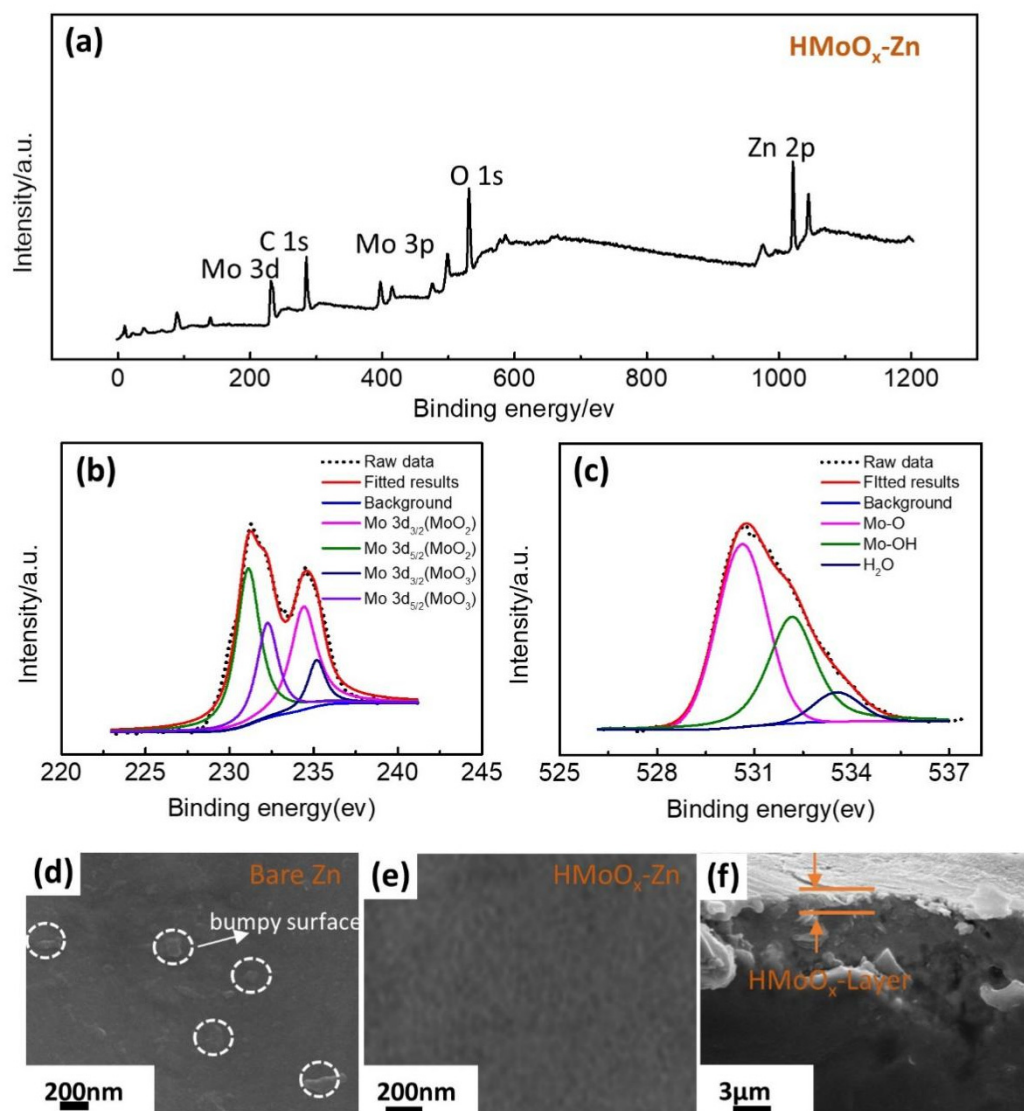 (a)
HMoOₓ-Zn
Intensity/a.u.
Zn 2p
O 1s
C 1s
Mo 3p
Mo 3d
0 200 400 600 800 1000 1200
Binding energy/ev
(b)
Raw data
Fitted results
Background
Mo 3d₃/₂(MoO₂)
Mo 3d₅/₂(MoO₂)
Mo 3d₃/₂(MoO₃)
Mo 3d₅/₂(MoO₃)
Intensity/a.u.
220 225 230 235 240 245
Binding energy(ev)
(c)
Raw data
FItted results
Background
Mo-O
Mo-OH
H₂O
Intensity/a.u.
525 528 531 534 537
Binding energy(ev)
(d)
Bare Zn
bumpy surface
200nm
(e)
HMoOₓ-Zn
200nm
(f)
HMoOₓ-Layer
3μm